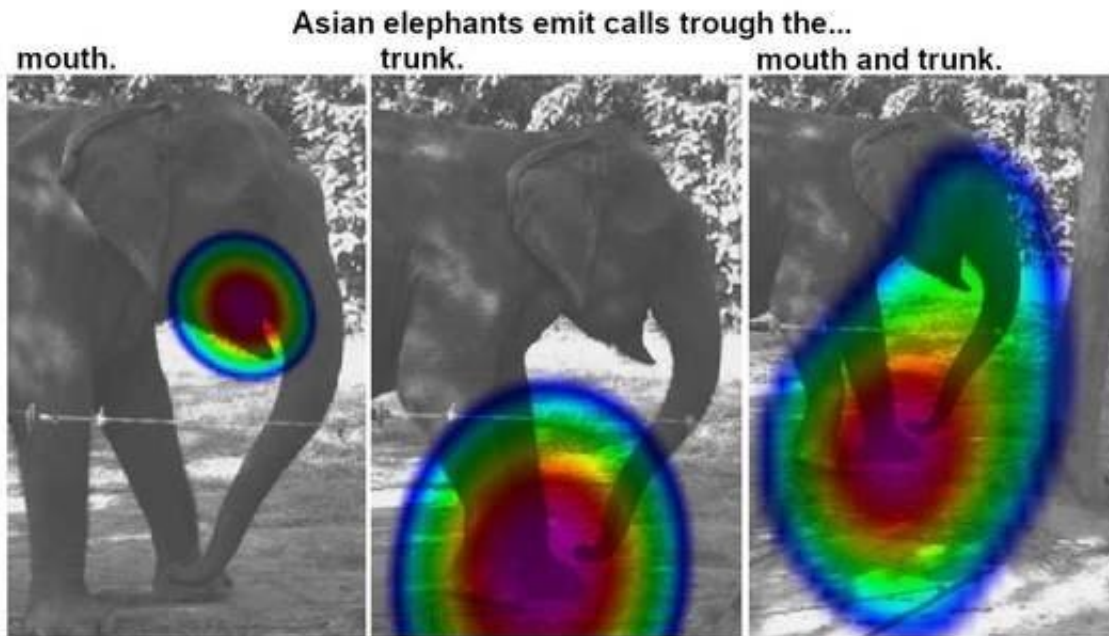 Asian elephants emit calls trough the...
mouth.
trunk.
mouth and trunk.